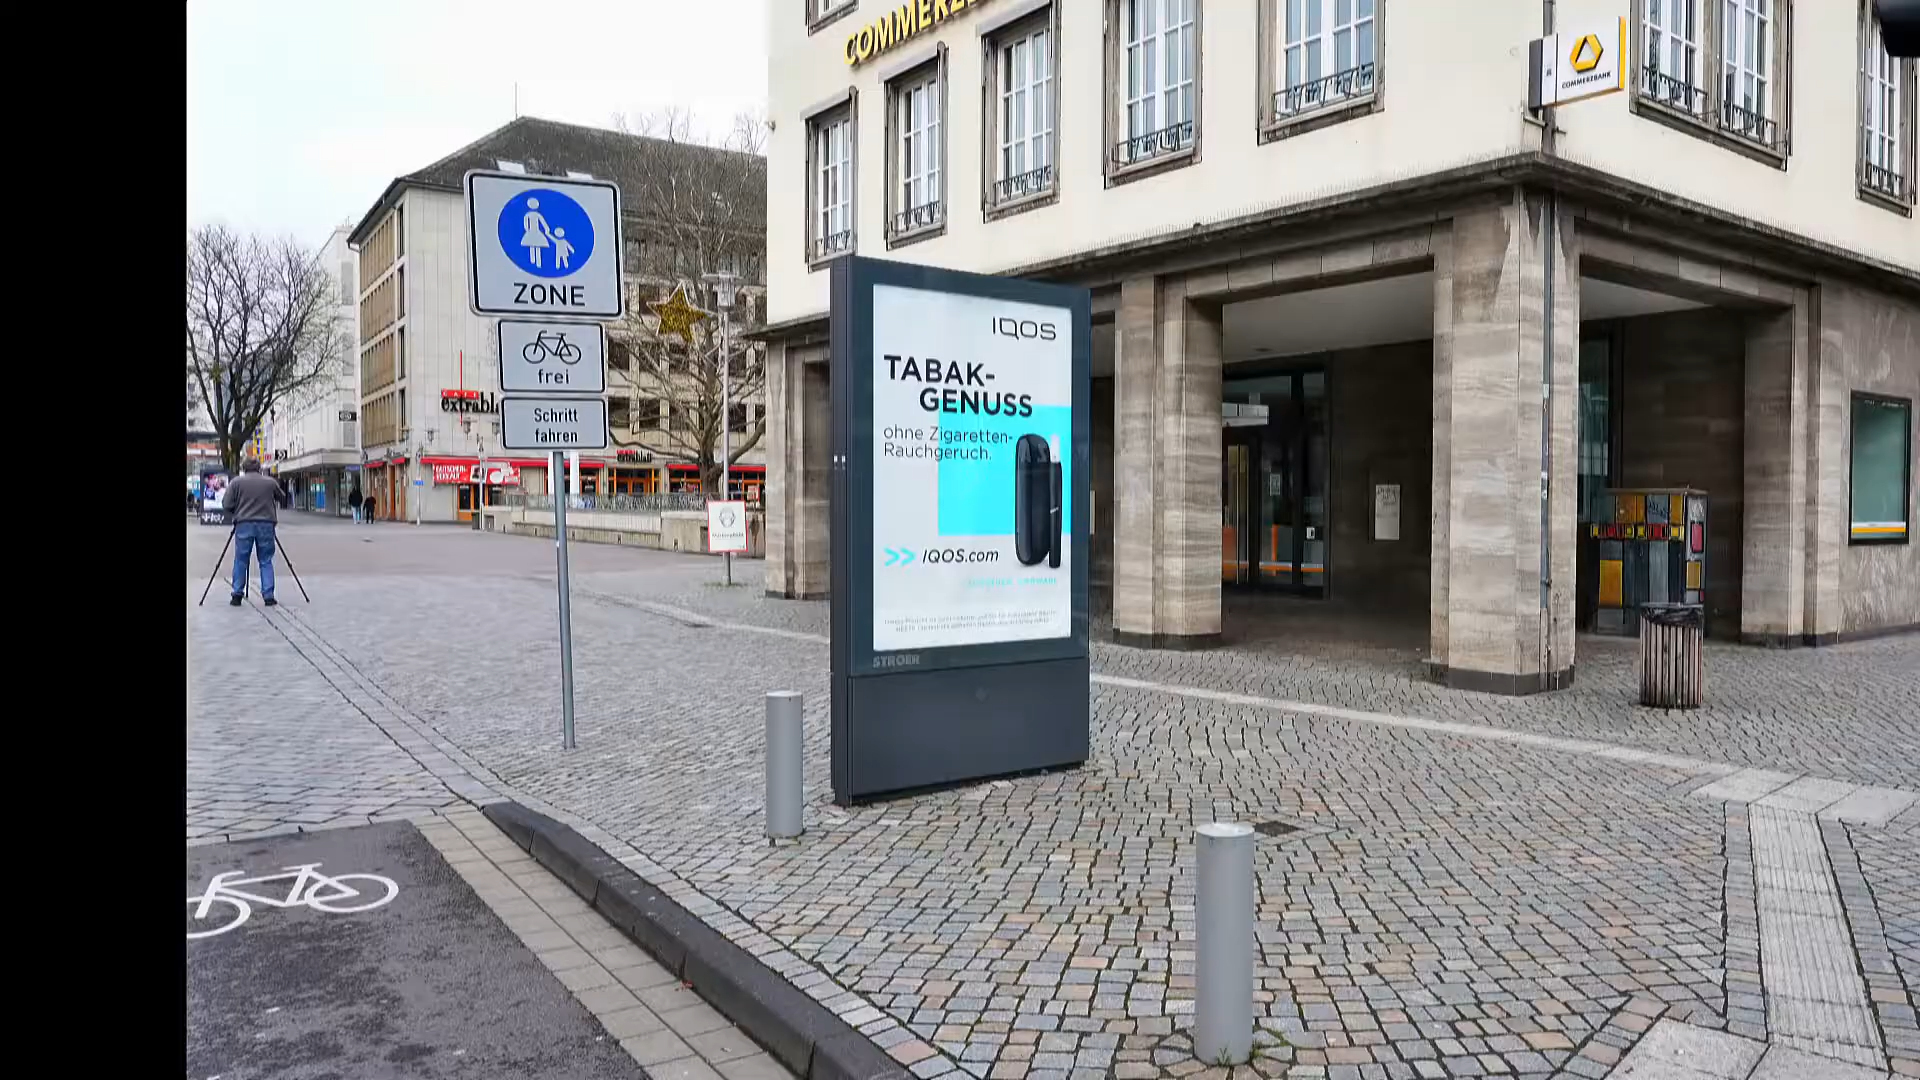 COMMERZ
COMMERZBANK
ZONE
frei
Schritt
fahren
extrabl
IQOS
TABAK-
GENUSS
ohne Zigaretten-
Rauchgeruch.
>> IQOS.com
STRÖER